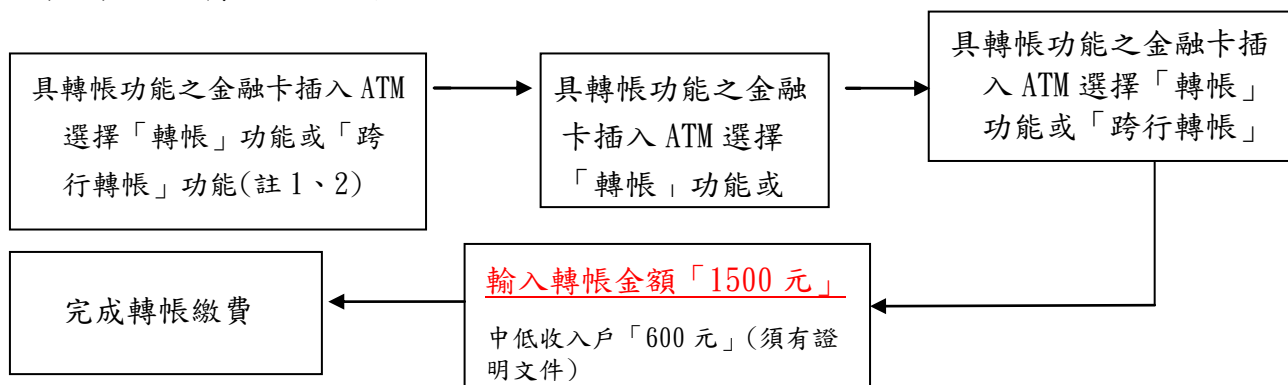 具轉帳功能之金融卡插入 ATM
選擇「轉帳」功能或「跨
行轉帳」功能(註 1、2)
具轉帳功能之金融
卡插入 ATM 選擇
「轉帳」功能或
具轉帳功能之金融卡插
入 ATM 選擇「轉帳」
功能或「跨行轉帳」
輸入轉帳金額「1500 元」
中低收入戶「600 元」(須有證
明文件)
完成轉帳繳費